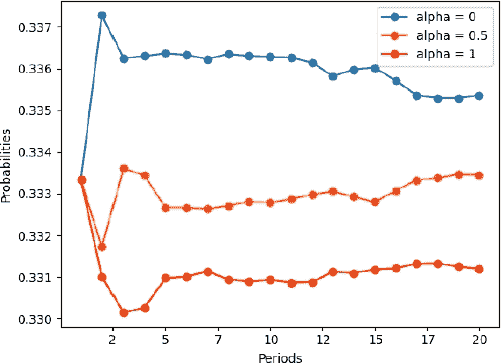 0.337
0.336
0.335
0.334
0.333
0.332
0.331
0.330
Probabilities
alpha = 0
alpha = 0.5
alpha = 1
2 5 7 10 12 15 17 20
Periods